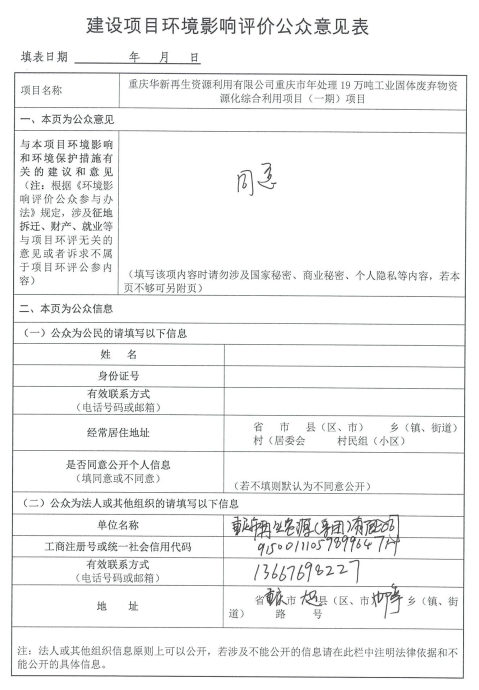 建设项目环境影响评价公众意见表
填表日期 年 月 日
项目名称
重庆华新再生资源利用有限公司重庆市年处理 19 万吨工业固体废弃物资
源化综合利用项目（一期）项目
一、本页为公众意见
与本项目环境影响
和环境保护措施有
关的建议和意见
（注：根据《环境影
响评价公众参与办
法》规定，涉及征地
拆迁、财产、就业等
与项目环评无关的
意见或者诉求不属
于项目环评公参内
容）
同意
（填写该项内容时请勿涉及国家秘密、商业秘密、个人隐私等内容，若本
页不够可另附页）
二、本页为公众信息
（一）公众为公民的请填写以下信息
姓 名
身份证号
有效联系方式
（电话号码或邮箱）
经常居住地址
省 市 县（区、市） 乡（镇、街道）
村（居委会 村民组（小区）
是否同意公开个人信息
（填同意或不同意）
（若不填则默认为不同意公开）
（二）公众为法人或其他组织的请填写以下信息
单位名称
（集团）有限公司
工商注册号或统一社会信用代码
有效联系方式
（电话号码或邮箱）
13667698227
地 址
省重庆市 县（区、市 乡（镇、街
道） 路 号
注：法人或其他组织信息原则上可以公开，若涉及不能公开的信息请在此栏中注明法律依据和不
能公开的具体信息。